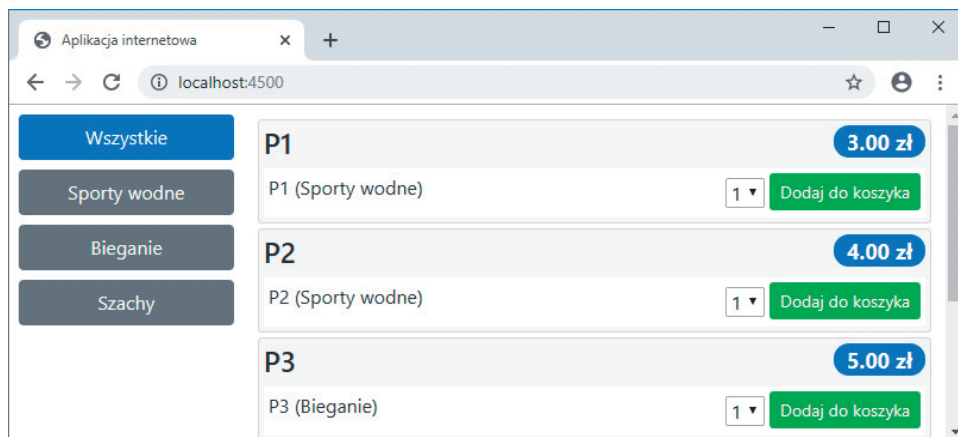 Aplikacja internetowa
localhost:4500
Wszystkie
Sporty wodne
Bieganie
Szachy
P1 3.00 zł
P1 (Sporty wodne) 1 Dodaj do koszyka
P2 4.00 zł
P2 (Sporty wodne) 1 Dodaj do koszyka
P3 5.00 zł
P3 (Bieganie) 1 Dodaj do koszyka